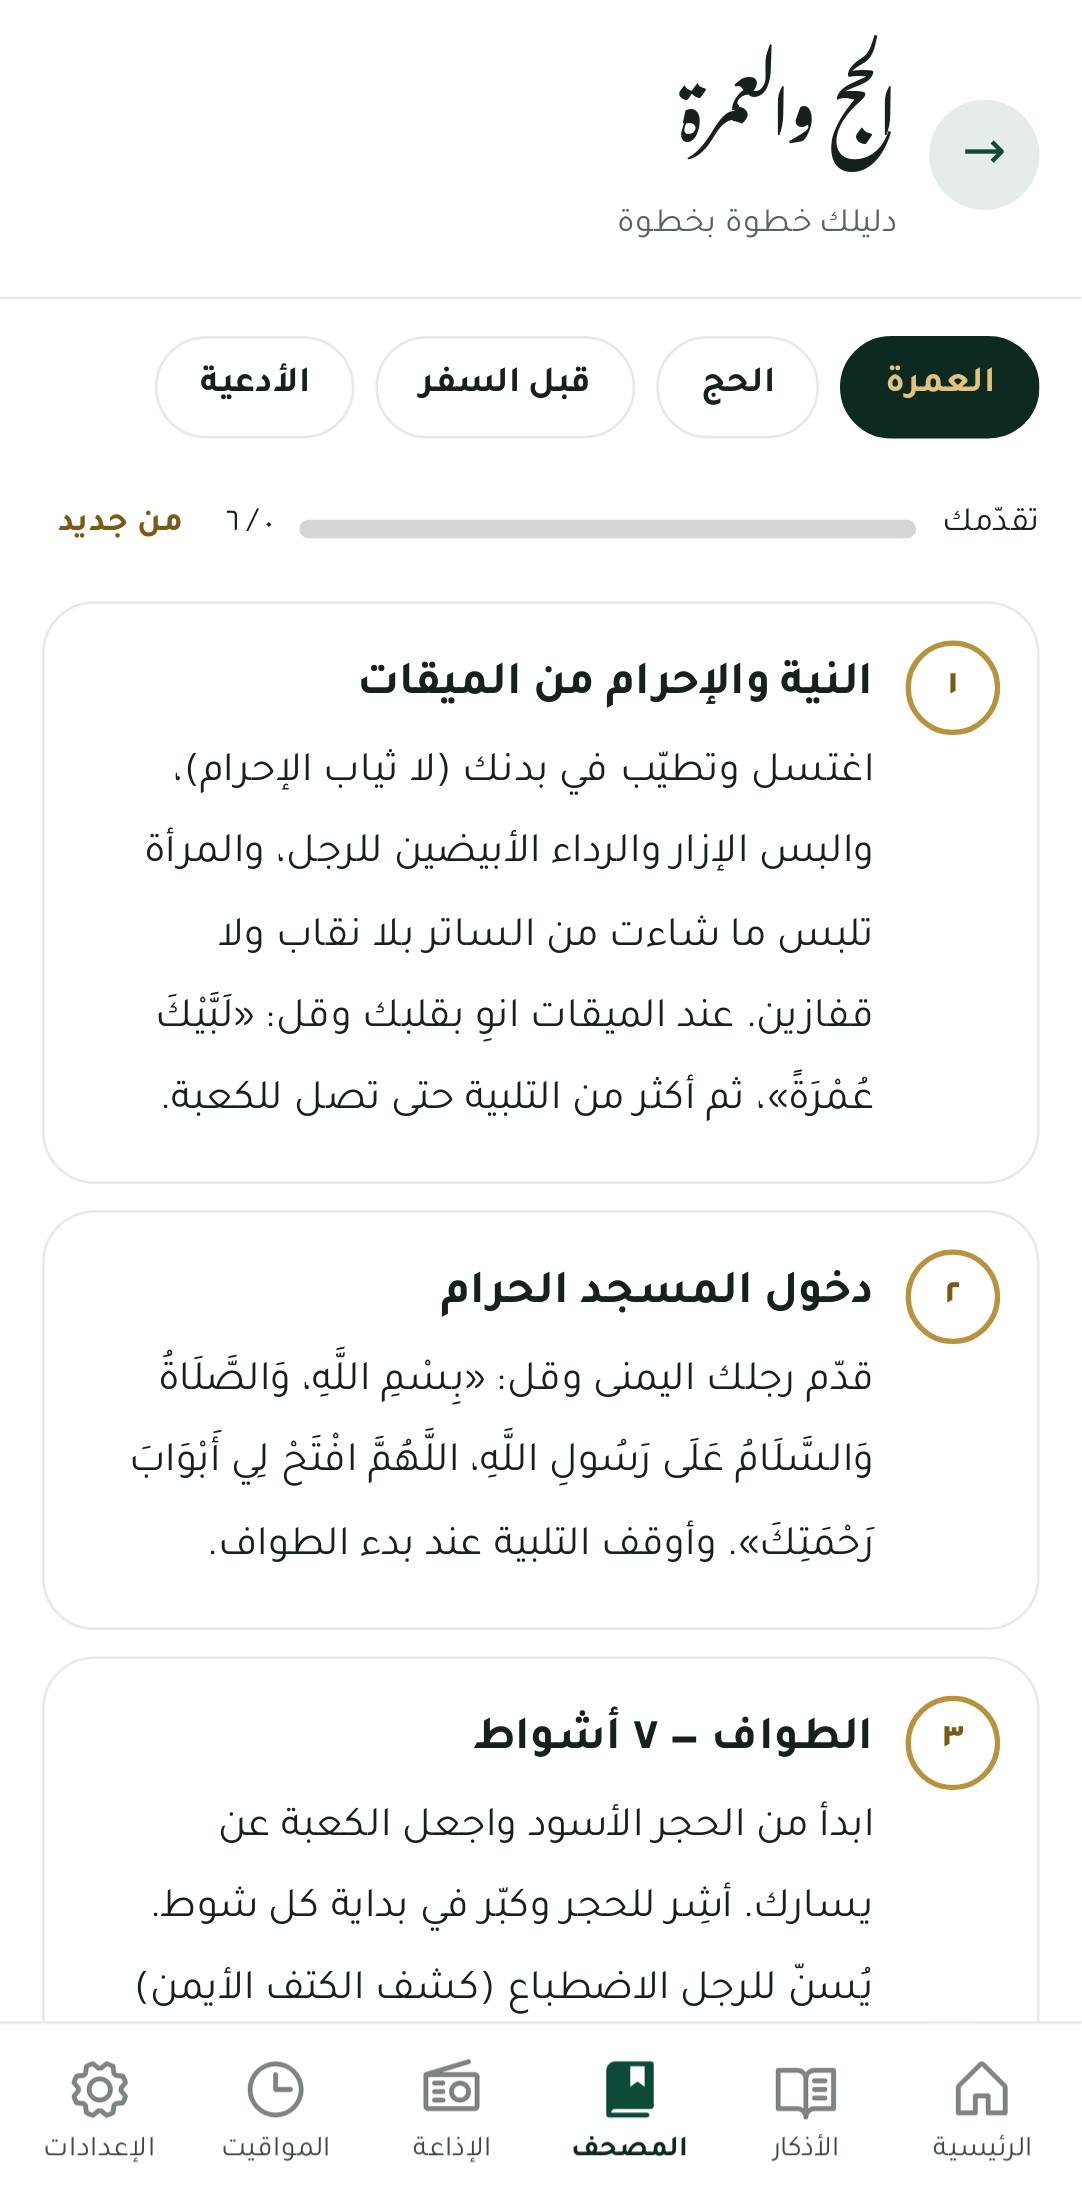 الحج والعمرة
دليلك خطوة بخطوة
العمرة
الحج
قبل السفر
الأدعية
تقدّمك
٠/٦
من جديد
١
النية والإحرام من الميقات
اغتسل وتطيّب في بدنك (لا ثياب الإحرام)،
والبس الإزار والرداء الأبيضين للرجل، والمرأة
تلبس ما شاءت من الساتر بلا نقاب ولا
قفازين. عند الميقات انوِ بقلبك وقل: «لَبَّيْكَ
عُمْرَةً»، ثم أكثر من التلبية حتى تصل للكعبة.
٢
دخول المسجد الحرام
قدّم رجلك اليمنى وقل: «بِسْمِ اللَّهِ، وَالصَّلَاةُ
وَالسَّلَامُ عَلَى رَسُولِ اللَّهِ، اللَّهُمَّ افْتَحْ لِي أَبْوَابَ
رَحْمَتِكَ». وأوقف التلبية عند بدء الطواف.
٣
الطواف – ٧ أشواط
ابدأ من الحجر الأسود واجعل الكعبة عن
يسارك. أشِر للحجر وكبّر في بداية كل شوط.
يُسنّ للرجل الاضطباع (كشف الكتف الأيمن)
الرئيسية
الأذكار
المصحف
الإذاعة
المواقيت
الإعدادات